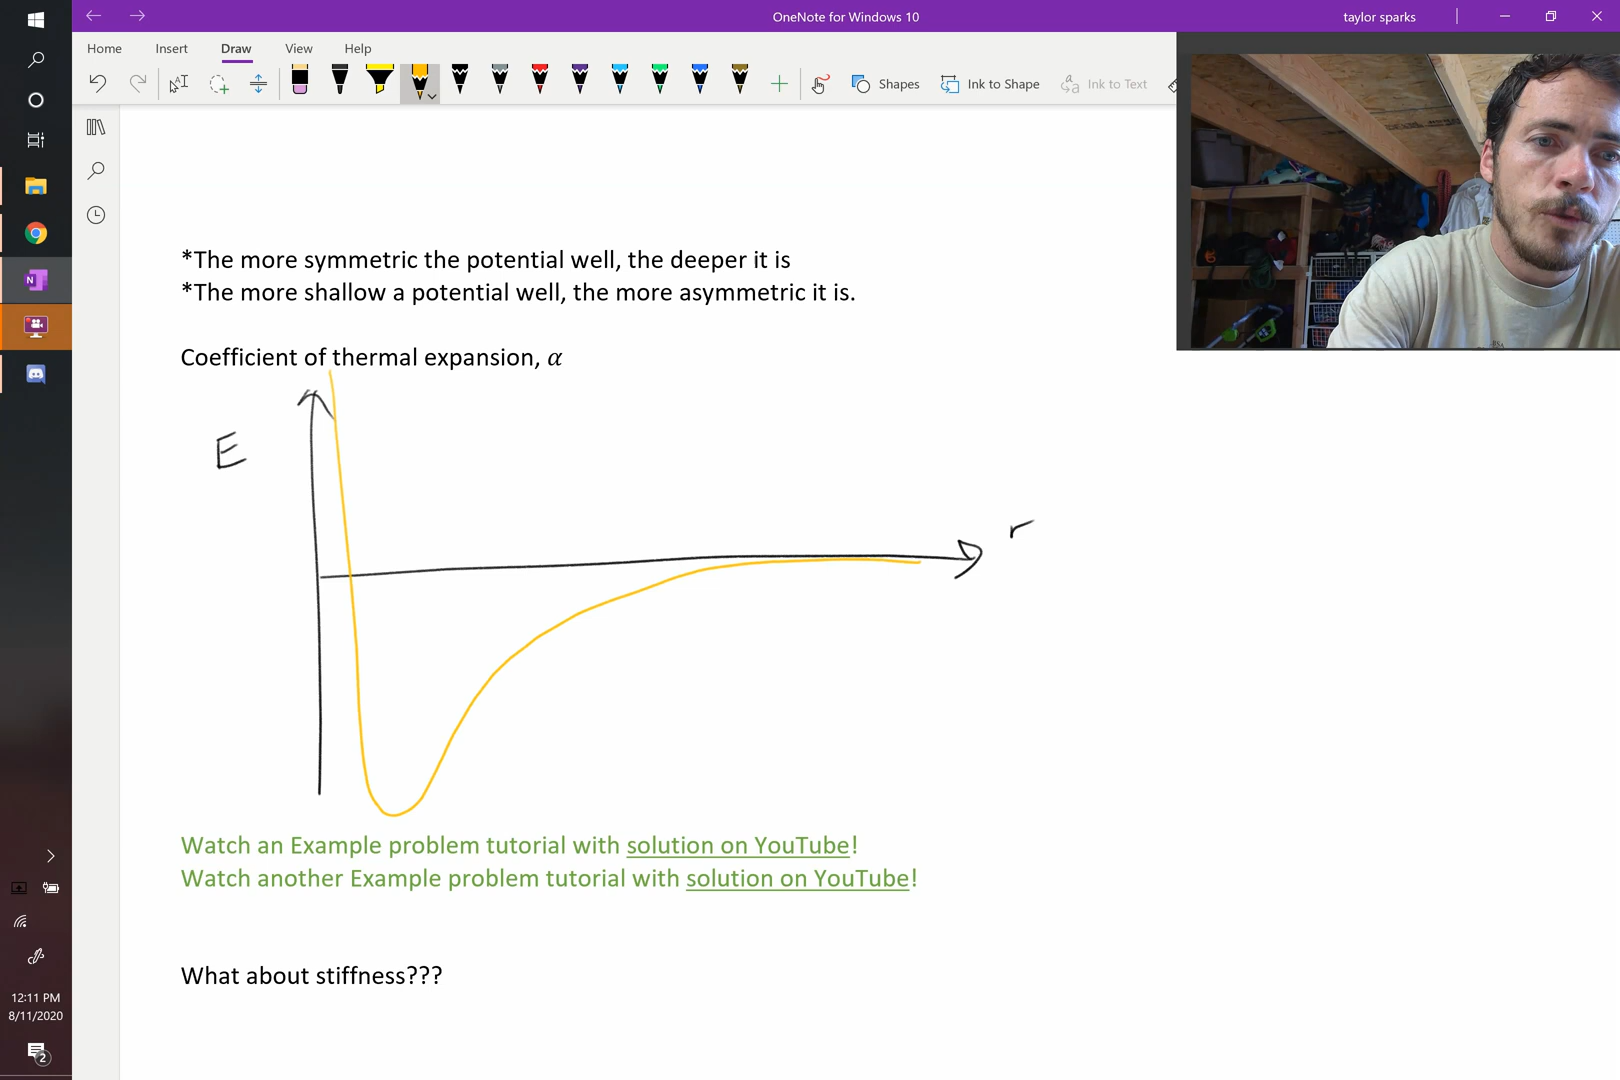 OneNote for Windows 10
taylor sparks
Home Insert Draw View Help
Shapes Ink to Shape Ink to Text
*The more symmetric the potential well, the deeper it is
*The more shallow a potential well, the more asymmetric it is.
Coefficient of thermal expansion, α
E
r
Watch an Example problem tutorial with solution on YouTube!
Watch another Example problem tutorial with solution on YouTube!
What about stiffness???
12:11 PM
8/11/2020
2